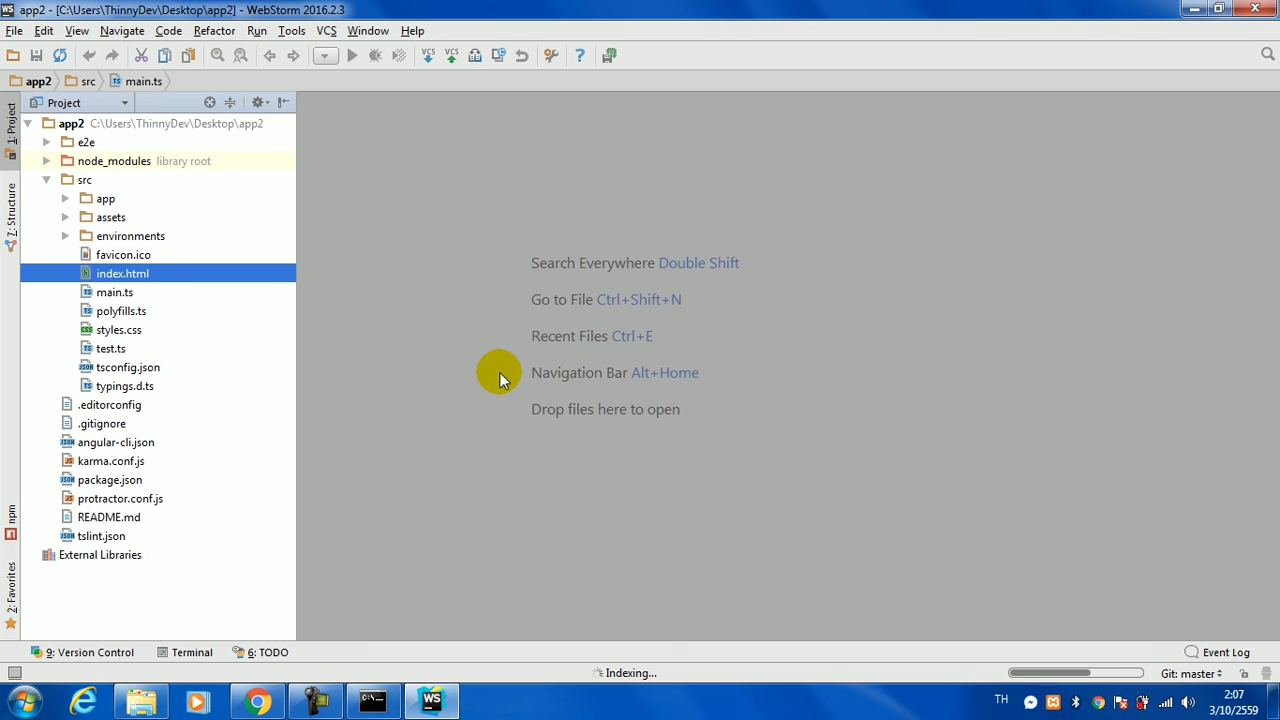 app2 - [C:\Users\ThinnyDev\Desktop\app2] - WebStorm 2016.2.3
File Edit View Navigate Code Refactor Run Tools VCS Window Help
app2 src main.ts
Project
app2 C:\Users\ThinnyDev\Desktop\app2
e2e
node_modules library root
src
app
assets
environments
favicon.ico
index.html
main.ts
polyfills.ts
styles.css
test.ts
tsconfig.json
typings.d.ts
.editorconfig
.gitignore
angular-cli.json
karma.conf.js
package.json
protractor.conf.js
README.md
tslint.json
External Libraries
1: Project
7: Structure
npm
2: Favorites
Search Everywhere Double Shift
Go to File Ctrl+Shift+N
Recent Files Ctrl+E
Navigation Bar Alt+Home
Drop files here to open
9: Version Control Terminal 6: TODO Event Log
Indexing... Git: master
TH 2:07
3/10/2559